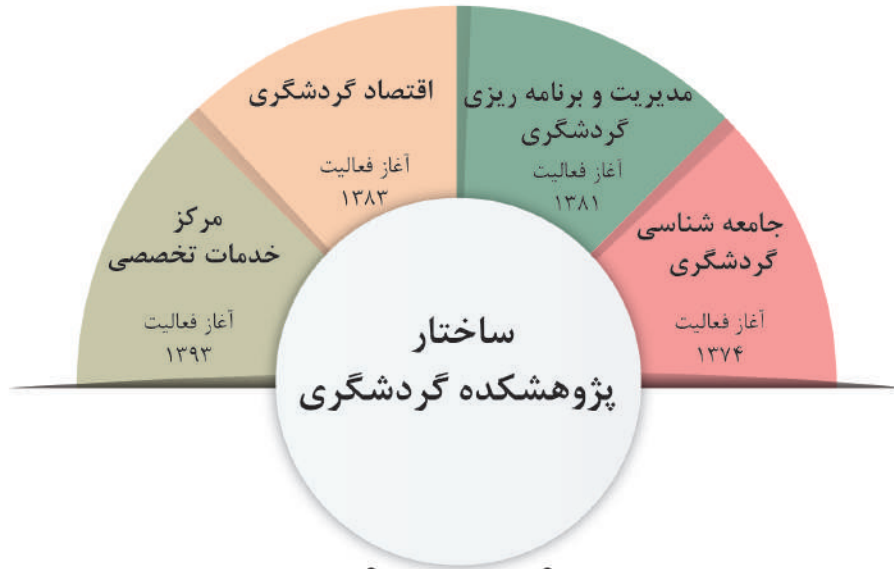 ساختار
پژوهشکده گردشگری
جامعه شناسی
گردشگری
آغاز فعالیت
۱۳۷۴
مدیریت و برنامه ریزی
گردشگری
آغاز فعالیت
۱۳۸۱
اقتصاد گردشگری
آغاز فعالیت
۱۳۸۳
مرکز
خدمات تخصصی
آغاز فعالیت
۱۳۹۳